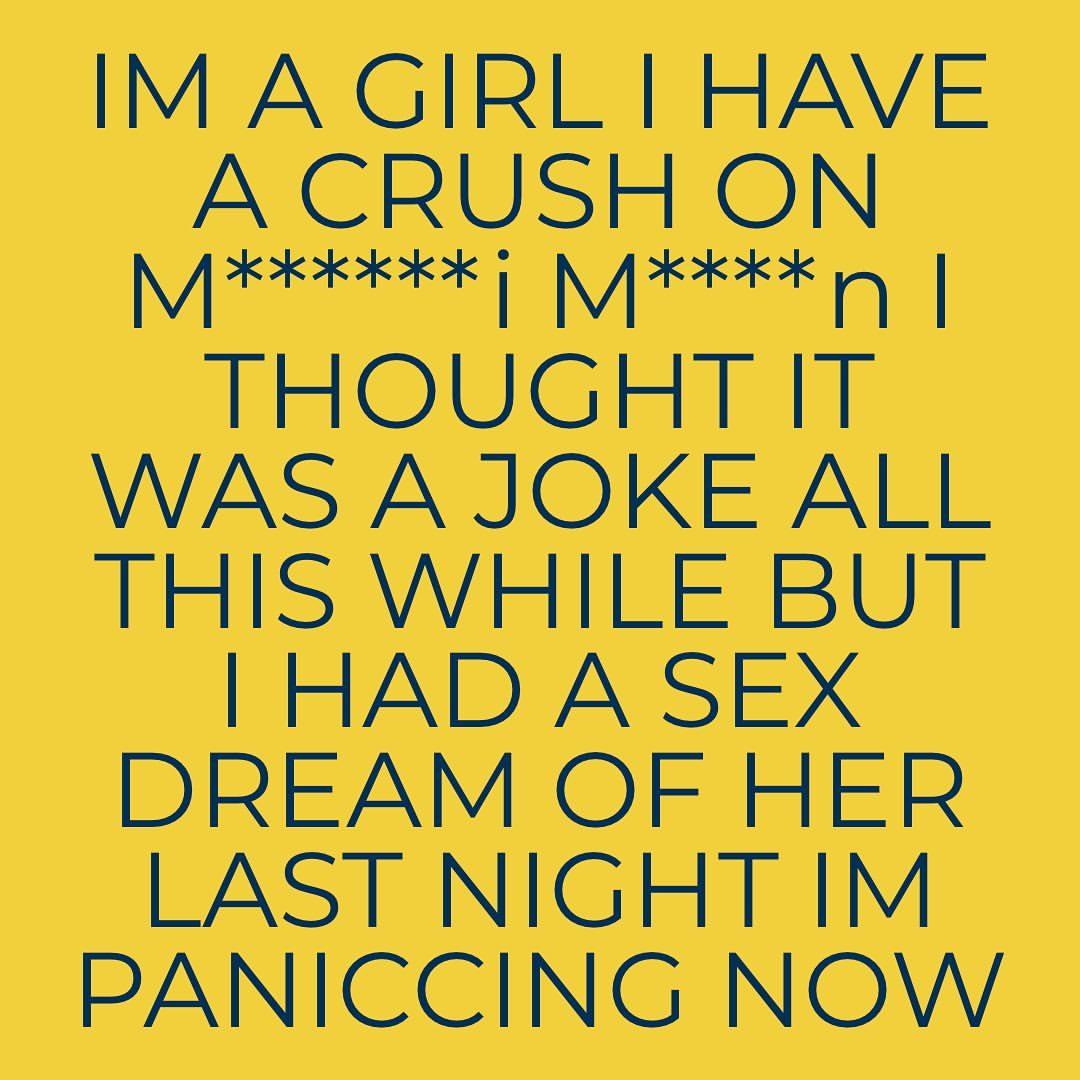 IM A GIRL I HAVE
A CRUSH ON
M******i M****n I
THOUGHT IT
WAS A JOKE ALL
THIS WHILE BUT
I HAD A SEX
DREAM OF HER
LAST NIGHT IM
PANICCING NOW